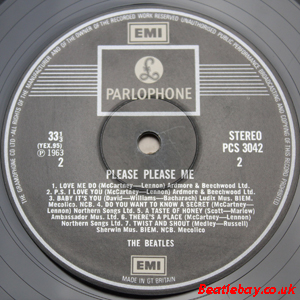 EMI
PARLOPHONE
33⅓
(YEX.95)
℗ 1963
2
STEREO
PCS 3042
2
PLEASE PLEASE ME
1. LOVE ME DO (McCartney—Lennon) Ardmore & Beechwood Ltd.
2. P.S. I LOVE YOU (McCartney—Lennon) Ardmore & Beechwood Ltd.
3. BABY IT'S YOU (David—Williams—Bacharach) Ludix Mus. BIEM.
Mecolico. NCB. 4. DO YOU WANT TO KNOW A SECRET (McCartney—
Lennon) Northern Songs Ltd. 5. A TASTE OF HONEY (Scott—Marlow)
Ambassador Mus. Ltd. 6. THERE'S A PLACE (McCartney—Lennon)
Northern Songs Ltd. 7. TWIST AND SHOUT (Medley—Russell)
Sherwin Mus. BIEM. Mecolico NCB.
THE BEATLES
EMI
MADE IN GT BRITAIN
Beatlebay.co.uk